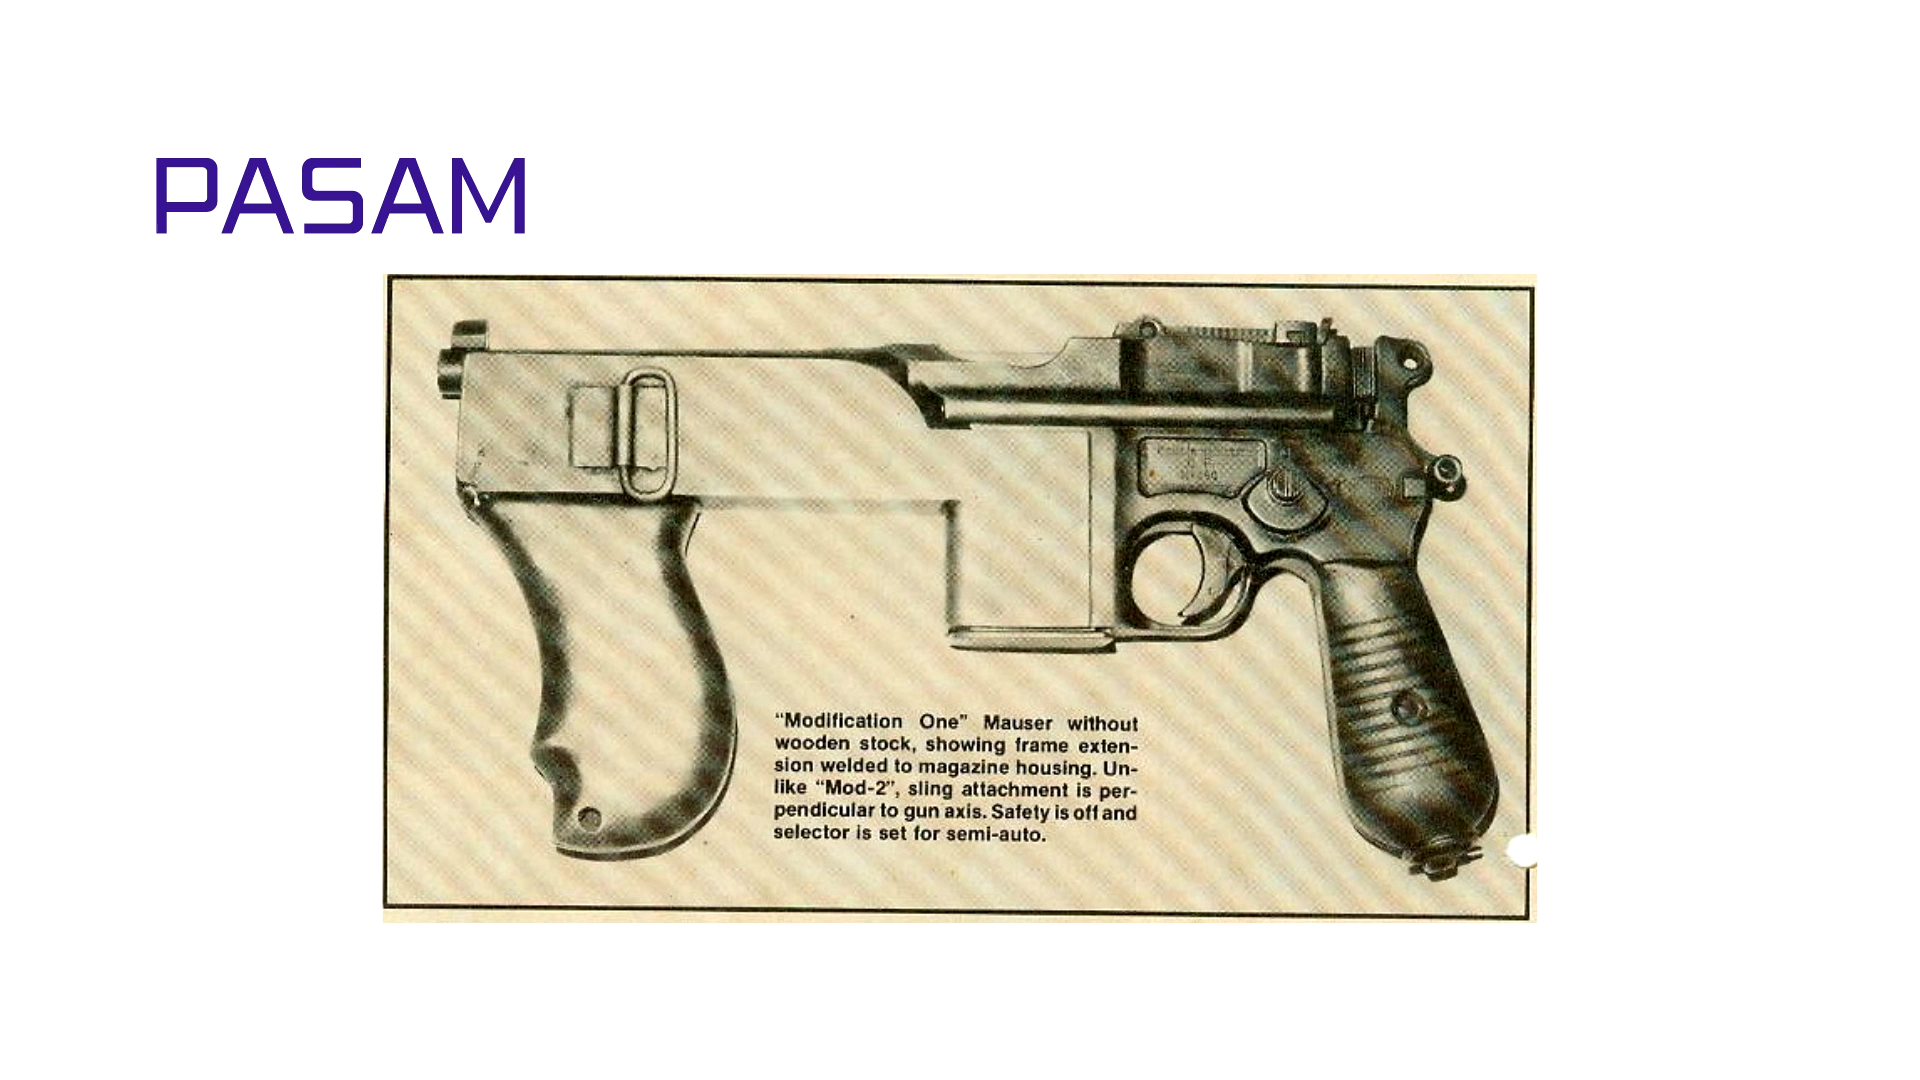 PASAM
“Modification One” Mauser without
wooden stock, showing frame exten-
sion welded to magazine housing. Un-
like “Mod-2”, sling attachment is per-
pendicular to gun axis. Safety is off and
selector is set for semi-auto.